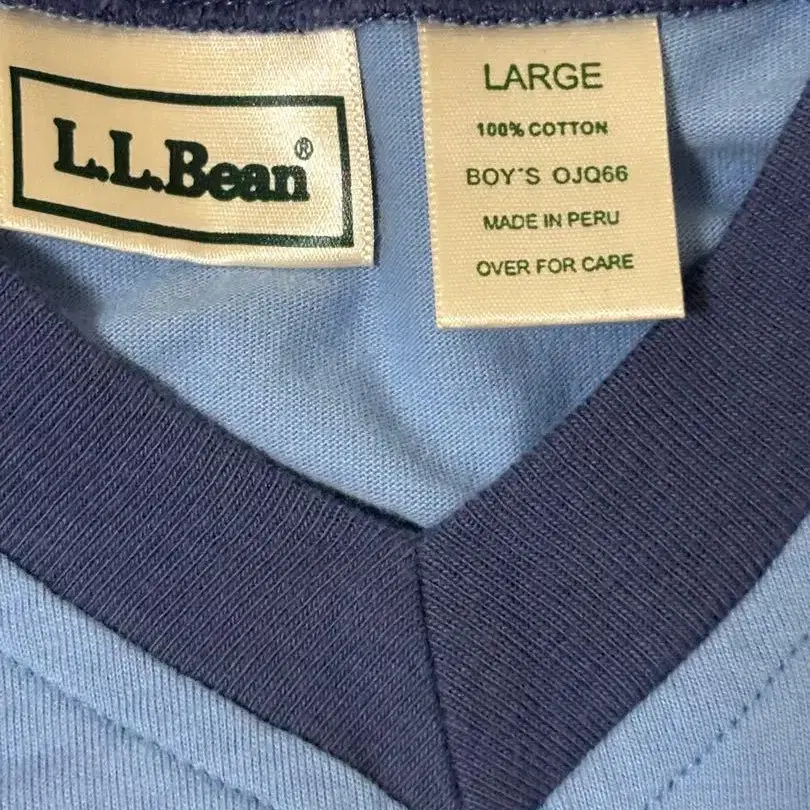 L.L.Bean®
LARGE
100% COTTON
BOY'S OJQ66
MADE IN PERU
OVER FOR CARE